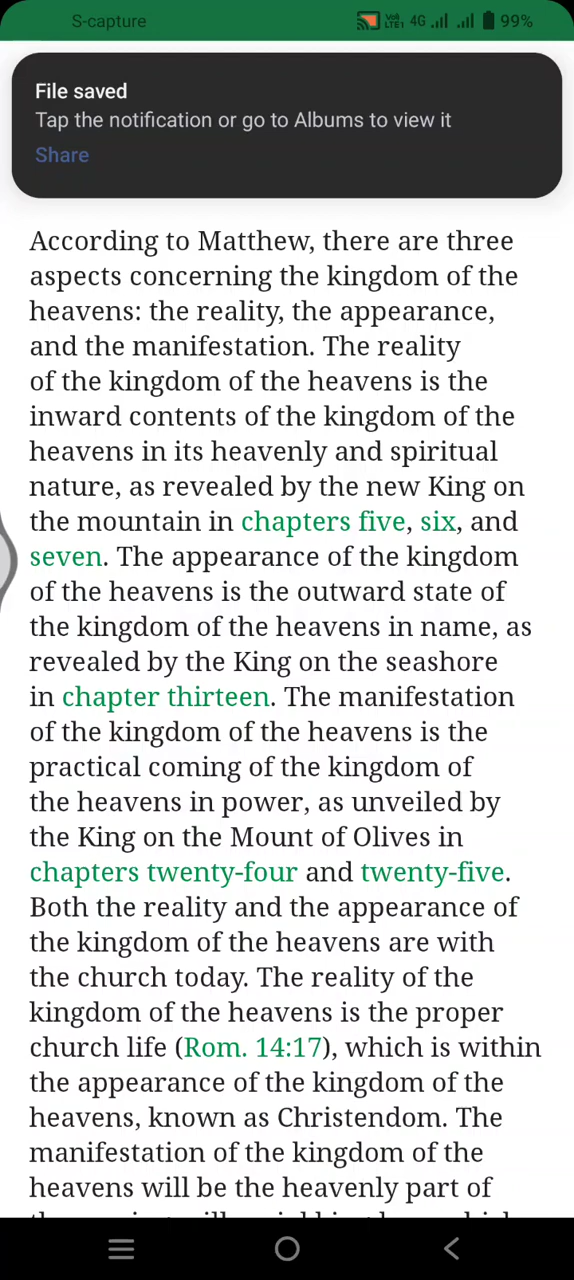 S-capture
Vo5
LTE1 4G 99%
File saved
Tap the notification or go to Albums to view it
Share
According to Matthew, there are three
aspects concerning the kingdom of the
heavens: the reality, the appearance,
and the manifestation. The reality
of the kingdom of the heavens is the
inward contents of the kingdom of the
heavens in its heavenly and spiritual
nature, as revealed by the new King on
the mountain in chapters five, six, and
seven. The appearance of the kingdom
of the heavens is the outward state of
the kingdom of the heavens in name, as
revealed by the King on the seashore
in chapter thirteen. The manifestation
of the kingdom of the heavens is the
practical coming of the kingdom of
the heavens in power, as unveiled by
the King on the Mount of Olives in
chapters twenty-four and twenty-five.
Both the reality and the appearance of
the kingdom of the heavens are with
the church today. The reality of the
kingdom of the heavens is the proper
church life (Rom. 14:17), which is within
the appearance of the kingdom of the
heavens, known as Christendom. The
manifestation of the kingdom of the
heavens will be the heavenly part of